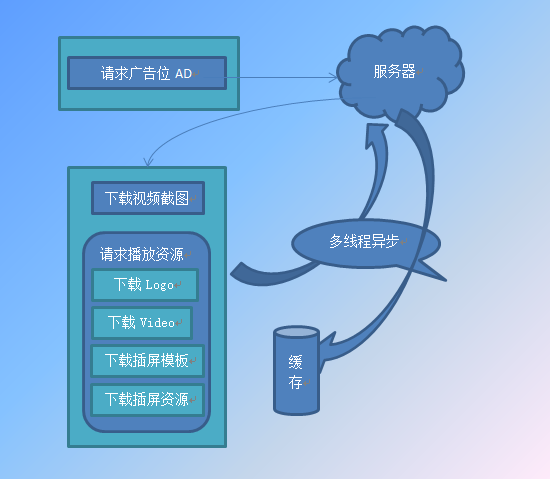 请求广告位 AD
服务器
下载视频截图
请求播放资源
下载 Logo
下载 Video
下载插屏模板
下载插屏资源
多线程异步
缓
存